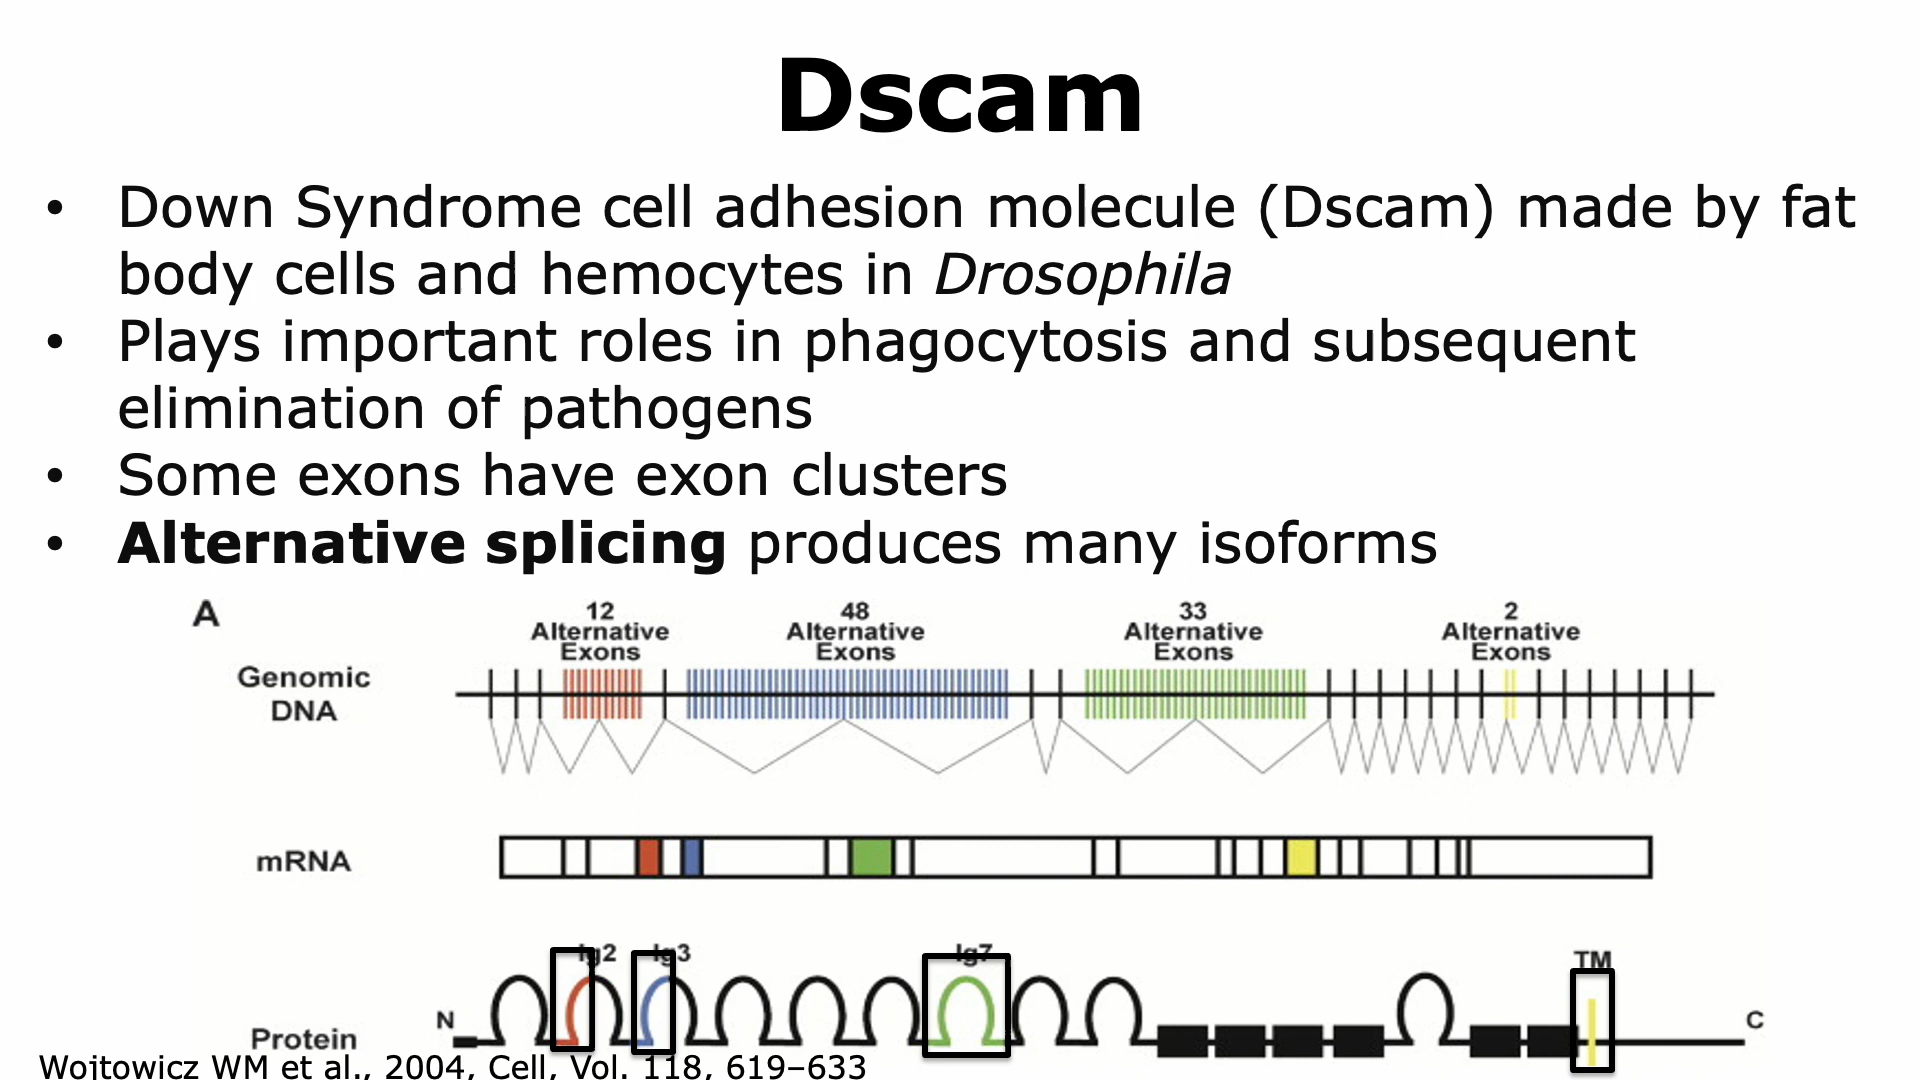 Dscam
• Down Syndrome cell adhesion molecule (Dscam) made by fat
body cells and hemocytes in Drosophila
• Plays important roles in phagocytosis and subsequent
elimination of pathogens
• Some exons have exon clusters
• Alternative splicing produces many isoforms
A
12
Alternative
Exons
48
Alternative
Exons
33
Alternative
Exons
2
Alternative
Exons
Genomic
DNA
mRNA
Ig2
Ig3
Ig7
TM
N
C
Protein
Wojtowicz WM et al., 2004, Cell, Vol. 118, 619–633